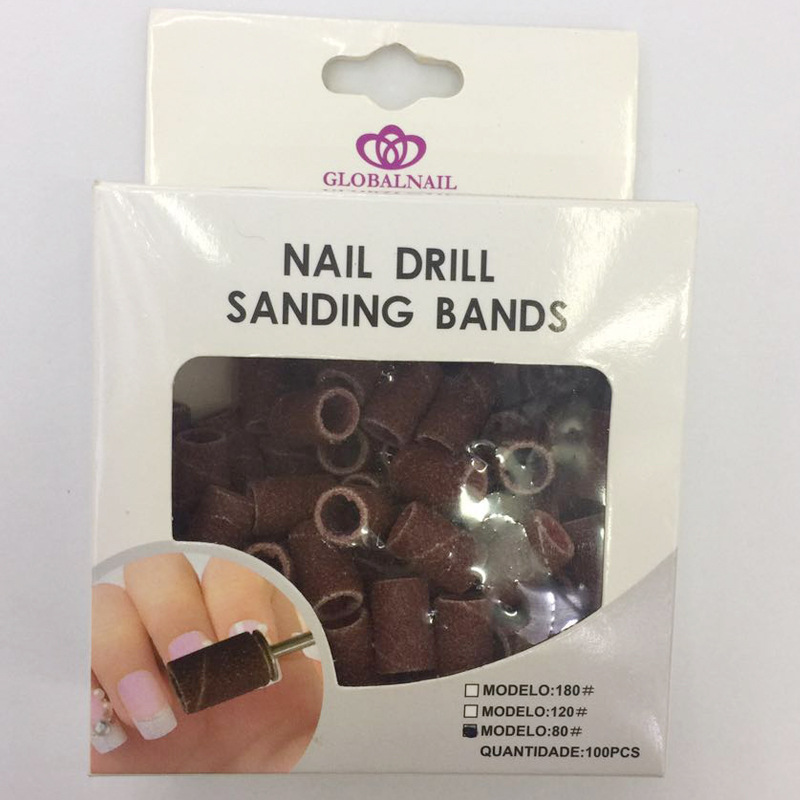 GLOBALNAIL
NAIL DRILL
SANDING BANDS
MODELO:180#
MODELO:120#
MODELO:80#
QUANTIDADE:100PCS